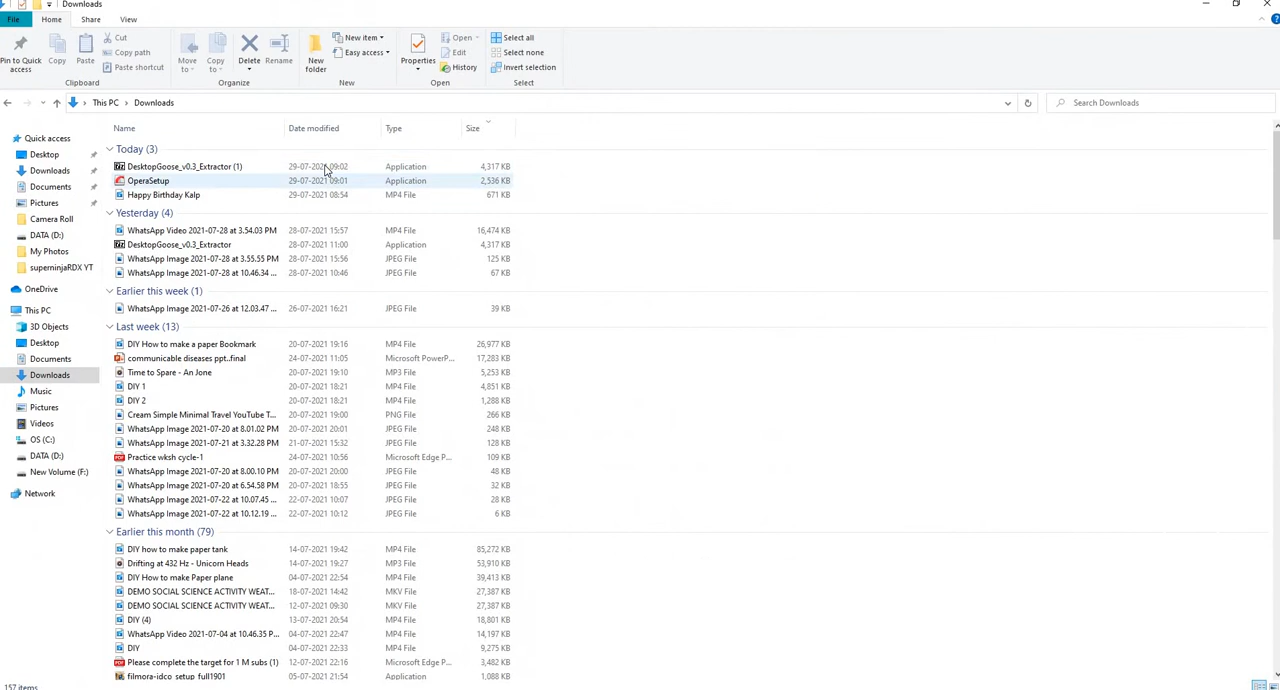 Downloads
File Home Share View
Pin to Quick access
Copy
Paste
Cut
Copy path
Paste shortcut
Clipboard
Move to
Copy to
Delete
Rename
Organize
New folder
New item
Easy access
New
Properties
Open
Edit
History
Open
Select all
Select none
Invert selection
Select
This PC > Downloads
Search Downloads
Quick access
Desktop
Downloads
Documents
Pictures
Camera Roll
DATA (D:)
My Photos
superninjaRDX YT
OneDrive
This PC
3D Objects
Desktop
Documents
Downloads
Music
Pictures
Videos
OS (C:)
DATA (D:)
New Volume (F:)
Network
Name Date modified Type Size
Today (3)
DesktopGoose_v0.3_Extractor (1) 29-07-2021 09:02 Application 4,317 KB
OperaSetup 29-07-2021 09:01 Application 2,536 KB
Happy Birthday Kalp 29-07-2021 08:54 MP4 File 671 KB
Yesterday (4)
WhatsApp Video 2021-07-28 at 3.54.03 PM 28-07-2021 15:57 MP4 File 16,474 KB
DesktopGoose_v0.3_Extractor 28-07-2021 11:00 Application 4,317 KB
WhatsApp Image 2021-07-28 at 3.55.55 PM 28-07-2021 15:56 JPEG File 125 KB
WhatsApp Image 2021-07-28 at 10.46.34 ... 28-07-2021 10:46 JPEG File 67 KB
Earlier this week (1)
WhatsApp Image 2021-07-26 at 12.03.47 ... 26-07-2021 16:21 JPEG File 39 KB
Last week (13)
DIY How to make a paper Bookmark 20-07-2021 19:16 MP4 File 26,977 KB
communicable diseases ppt..final 24-07-2021 11:05 Microsoft PowerP... 17,283 KB
Time to Spare - An Jone 20-07-2021 19:10 MP3 File 5,253 KB
DIY 1 20-07-2021 18:21 MP4 File 4,851 KB
DIY 2 20-07-2021 18:21 MP4 File 1,288 KB
Cream Simple Minimal Travel YouTube T... 20-07-2021 19:00 PNG File 266 KB
WhatsApp Image 2021-07-20 at 8.01.02 PM 20-07-2021 20:01 JPEG File 248 KB
WhatsApp Image 2021-07-21 at 3.32.28 PM 21-07-2021 15:32 JPEG File 128 KB
Practice wksh cycle-1 24-07-2021 10:56 Microsoft Edge P... 109 KB
WhatsApp Image 2021-07-20 at 8.00.10 PM 20-07-2021 20:00 JPEG File 48 KB
WhatsApp Image 2021-07-20 at 6.54.58 PM 20-07-2021 18:55 JPEG File 32 KB
WhatsApp Image 2021-07-22 at 10.07.45 ... 22-07-2021 10:07 JPEG File 28 KB
WhatsApp Image 2021-07-22 at 10.12.19 ... 22-07-2021 10:12 JPEG File 6 KB
Earlier this month (79)
DIY how to make paper tank 14-07-2021 19:42 MP4 File 85,272 KB
Drifting at 432 Hz - Unicorn Heads 14-07-2021 19:27 MP3 File 53,910 KB
DIY How to make Paper plane 04-07-2021 22:54 MP4 File 39,413 KB
DEMO SOCIAL SCIENCE ACTIVITY WEAT... 18-07-2021 14:42 MKV File 27,387 KB
DEMO SOCIAL SCIENCE ACTIVITY WEAT... 12-07-2021 09:30 MKV File 27,387 KB
DIY (4) 13-07-2021 20:54 MP4 File 18,801 KB
WhatsApp Video 2021-07-04 at 10.46.35 P... 04-07-2021 22:47 MP4 File 14,197 KB
DIY 04-07-2021 22:33 MP4 File 9,275 KB
Please complete the target for 1 M subs (1) 12-07-2021 22:16 Microsoft Edge P... 3,482 KB
filmora-idco_setup_full1901 05-07-2021 21:54 Application 1,088 KB
157 items